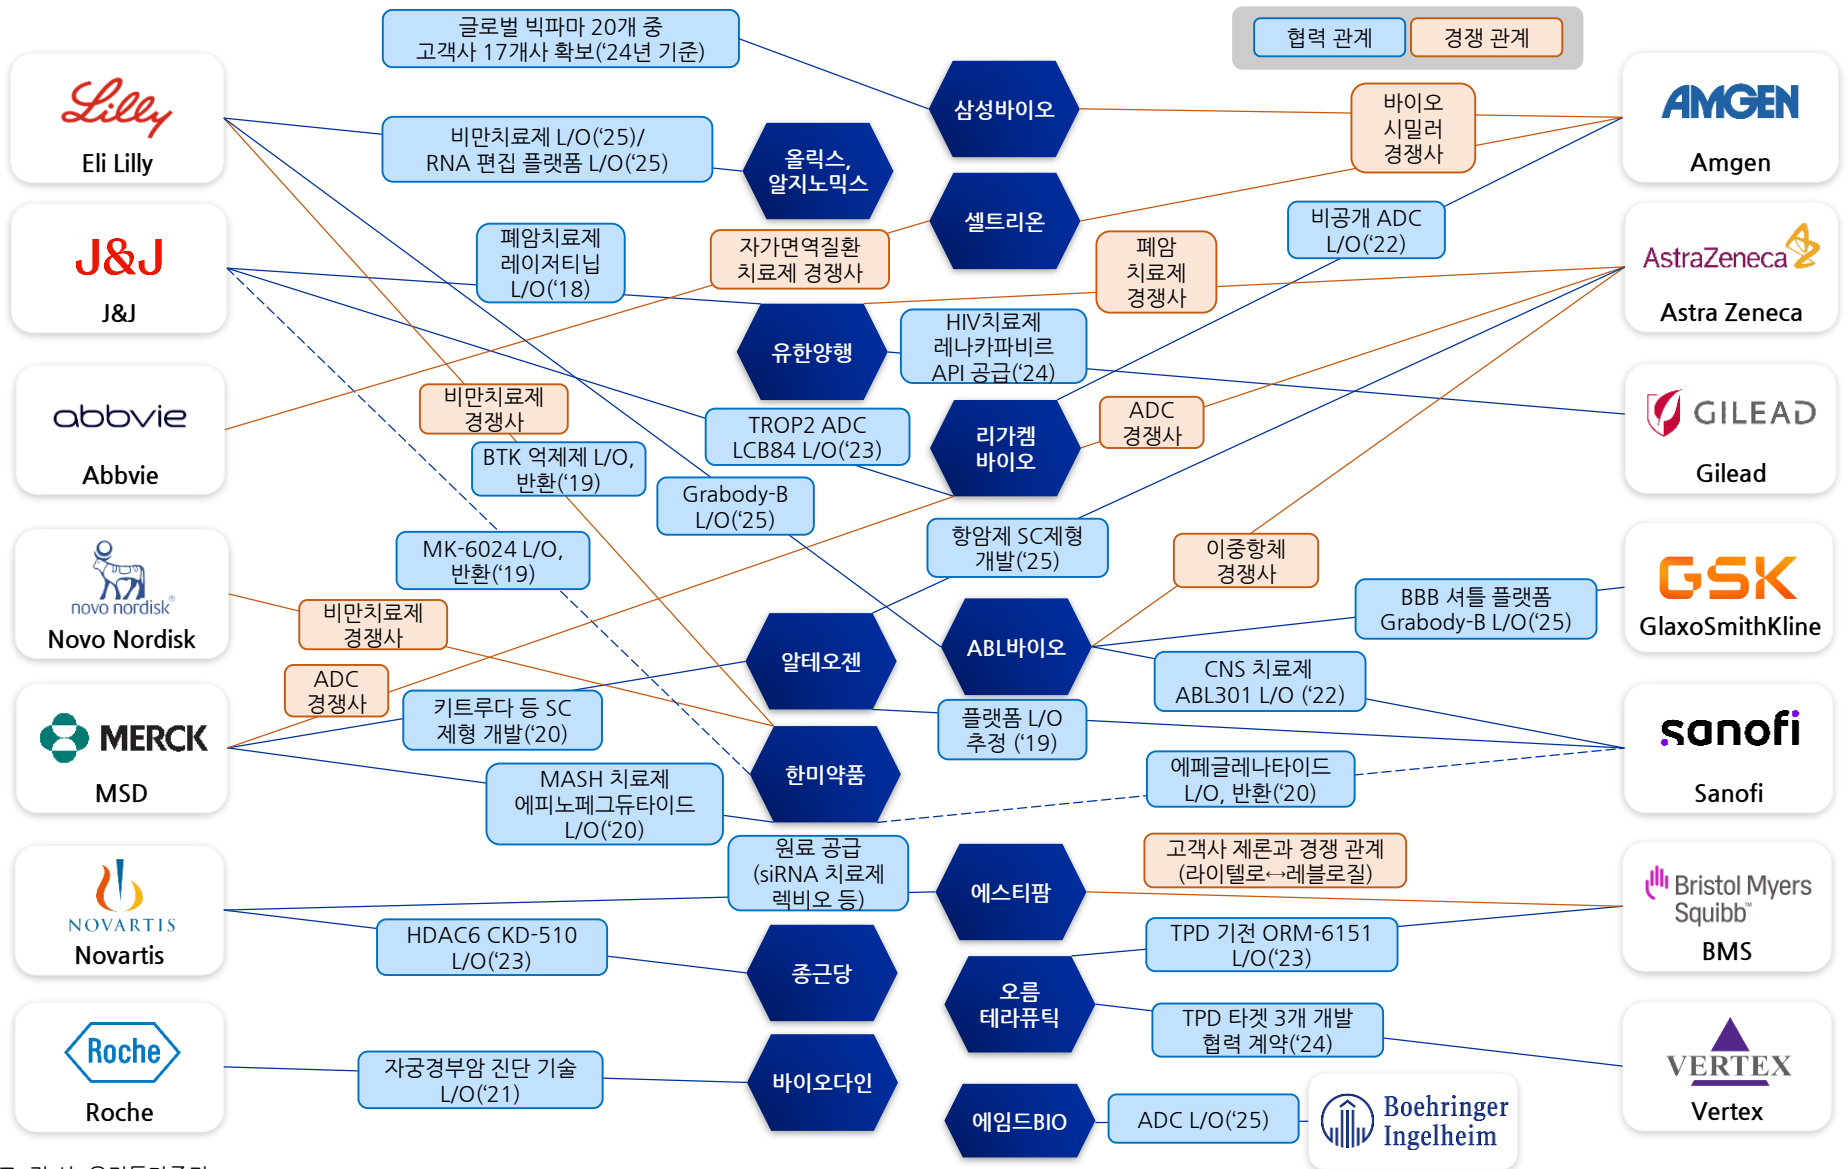 글로벌 빅파마 20개 중
고객사 17개사 확보(‘24년 기준)
협력 관계
경쟁 관계
Lilly
Eli Lilly
삼성바이오
바이오
시밀러
경쟁사
AMGEN
Amgen
비만치료제 L/O(‘25)/
RNA 편집 플랫폼 L/O(‘25)
올릭스,
알지노믹스
셀트리온
비공개 ADC
L/O(‘22)
J&J
J&J
폐암치료제
레이저티닙
L/O(‘18)
자가면역질환
치료제 경쟁사
폐암
치료제
경쟁사
AstraZeneca
Astra Zeneca
유한양행
HIV치료제
레나카파비르
API 공급(‘24)
abbvie
Abbvie
비만치료제
경쟁사
TROP2 ADC
LCB84 L/O(‘23)
리가켐
바이오
ADC
경쟁사
GILEAD
Gilead
BTK 억제제 L/O,
반환(‘19)
Grabody-B
L/O(‘25)
MK-6024 L/O,
반환(‘19)
항암제 SC제형
개발(‘25)
이중항체
경쟁사
novo nordisk®
Novo Nordisk
GSK
GlaxoSmithKline
비만치료제
경쟁사
BBB 셔틀 플랫폼
Grabody-B L/O(‘25)
알테오젠
ABL바이오
ADC
경쟁사
CNS 치료제
ABL301 L/O (‘22)
MERCK
MSD
키트루다 등 SC
제형 개발(‘20)
플랫폼 L/O
추정 (‘19)
sanofi
Sanofi
MASH 치료제
에피노페그듀타이드
L/O(‘20)
한미약품
에페글레나타이드
L/O, 반환(‘20)
원료 공급
(siRNA 치료제
렉비오 등)
에스티팜
고객사 제론과 경쟁 관계
(라이텔로↔레블로질)
NOVARTIS
Novartis
Bristol Myers
Squibb™
BMS
HDAC6 CKD-510
L/O(‘23)
종근당
TPD 기전 ORM-6151
L/O(‘23)
오름
테라퓨틱
TPD 타겟 3개 개발
협력 계약(‘24)
Roche
Roche
자궁경부암 진단 기술
L/O(‘21)
바이오다인
VERTEX
Vertex
에임드BIO
ADC L/O(‘25)
Boehringer
Ingelheim